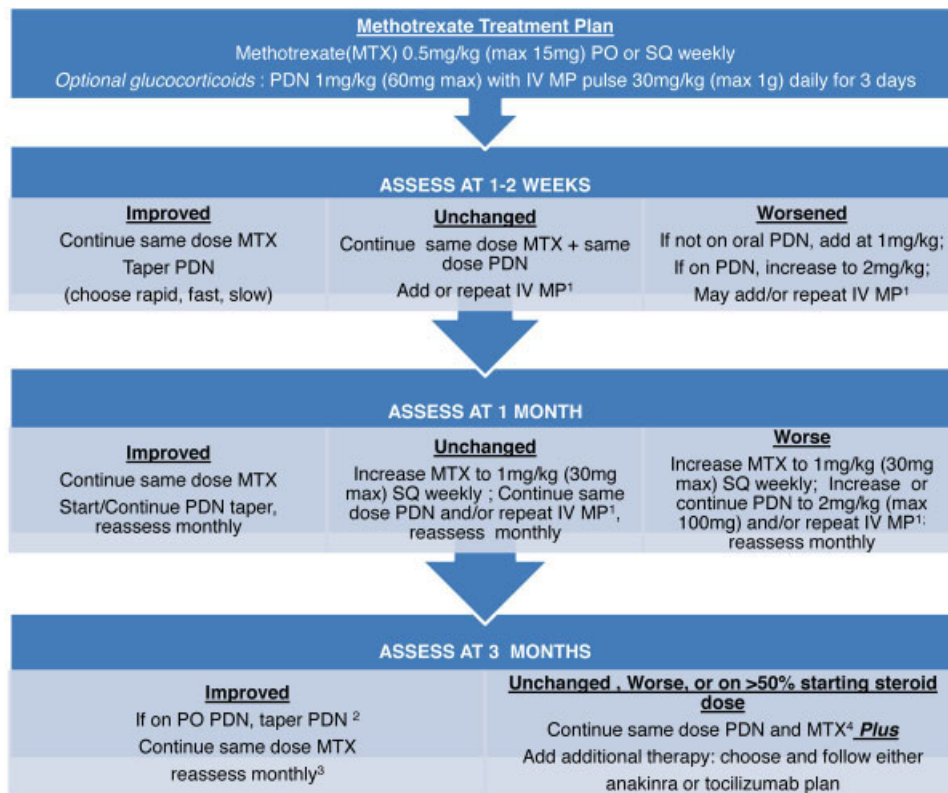 Methotrexate Treatment Plan
Methotrexate(MTX) 0.5mg/kg (max 15mg) PO or SQ weekly
Optional glucocorticoids : PDN 1mg/kg (60mg max) with IV MP pulse 30mg/kg (max 1g) daily for 3 days
ASSESS AT 1-2 WEEKS
Improved
Continue same dose MTX
Taper PDN
(choose rapid, fast, slow)
Unchanged
Continue same dose MTX + same
dose PDN
Add or repeat IV MP¹
Worsened
If not on oral PDN, add at 1mg/kg;
If on PDN, increase to 2mg/kg;
May add/or repeat IV MP¹
ASSESS AT 1 MONTH
Improved
Continue same dose MTX
Start/Continue PDN taper,
reassess monthly
Unchanged
Increase MTX to 1mg/kg (30mg
max) SQ weekly ; Continue same
dose PDN and/or repeat IV MP¹,
reassess monthly
Worse
Increase MTX to 1mg/kg (30mg
max) SQ weekly; Increase or
continue PDN to 2mg/kg (max
100mg) and/or repeat IV MP¹;
reassess monthly
ASSESS AT 3 MONTHS
Improved
If on PO PDN, taper PDN ²
Continue same dose MTX
reassess monthly³
Unchanged , Worse, or on >50% starting steroid
dose
Continue same dose PDN and MTX⁴ Plus
Add additional therapy: choose and follow either
anakinra or tocilizumab plan